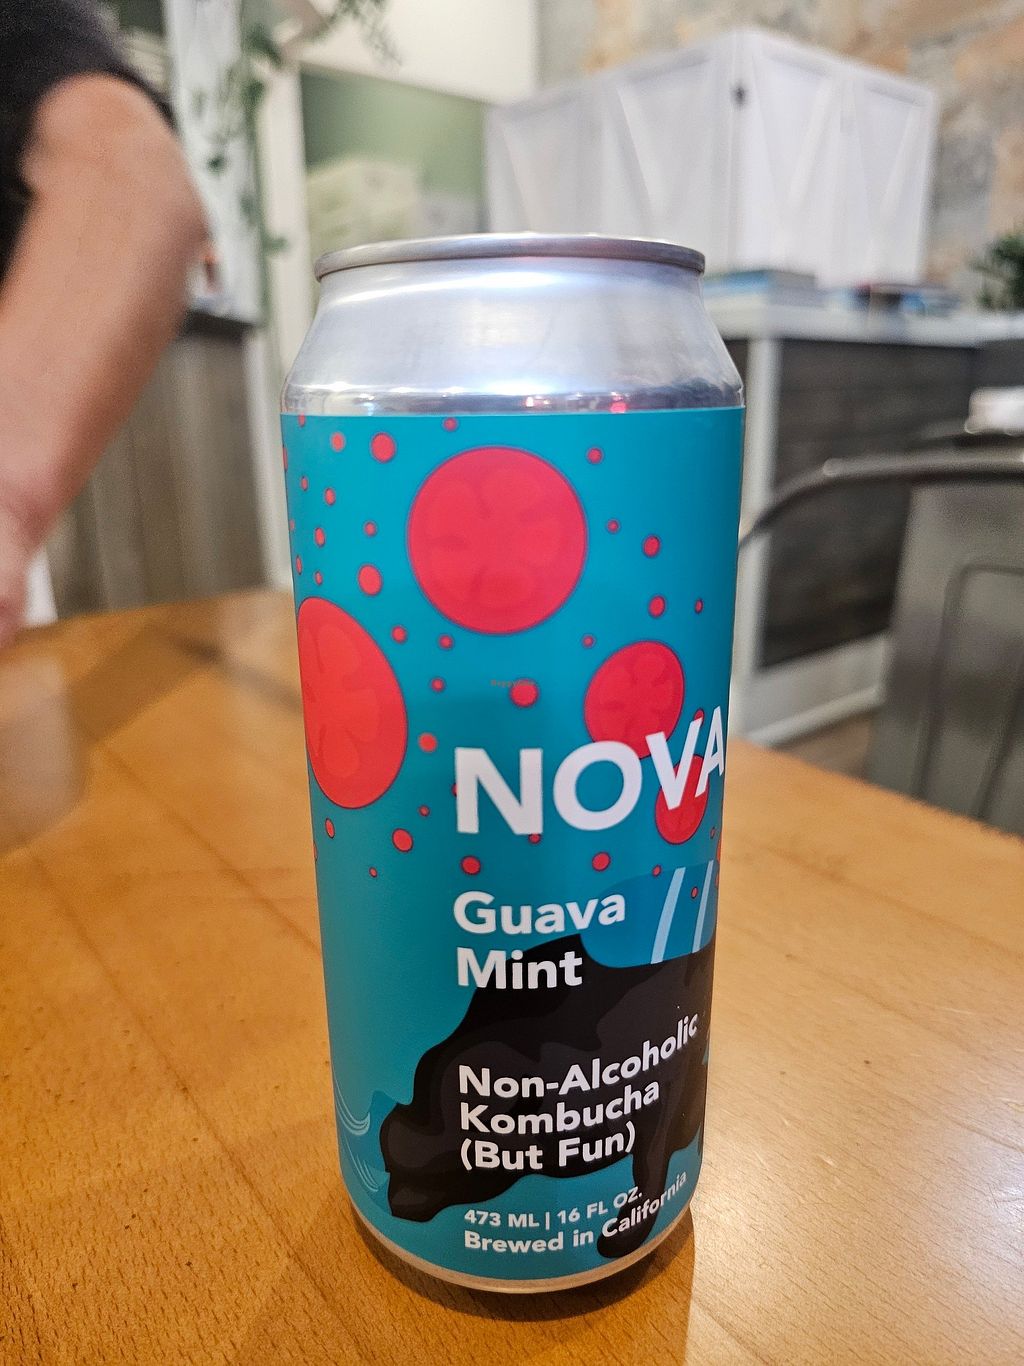 NOVA
Guava
Mint
Non-Alcoholic
Kombucha
(But Fun)
473 ML | 16 FL OZ.
Brewed in California